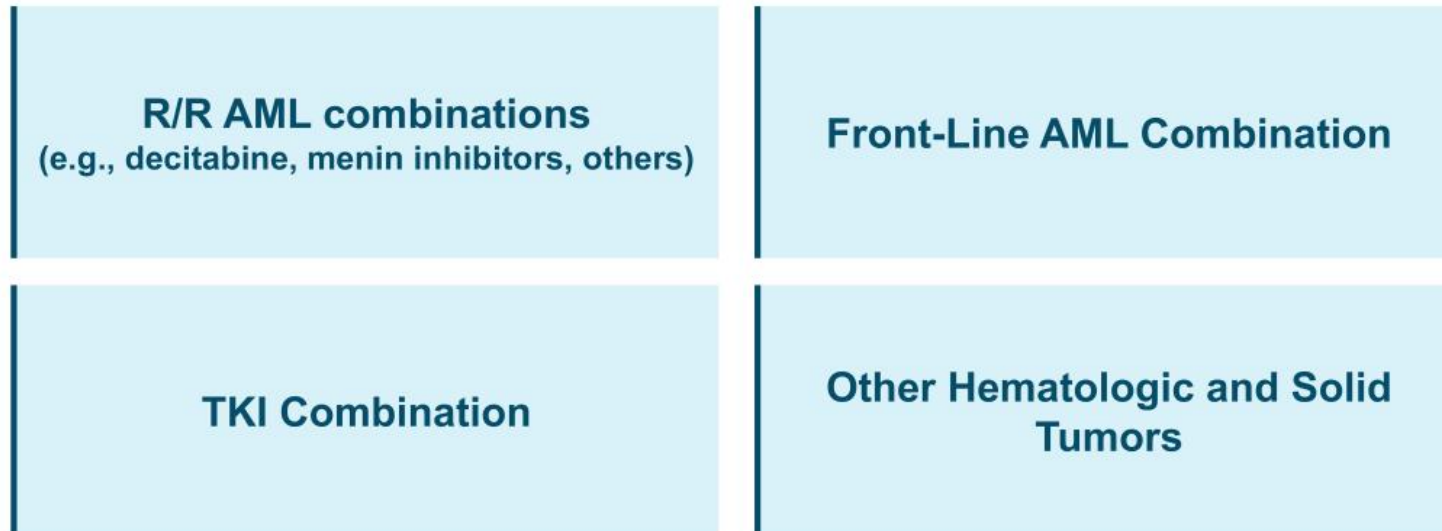 R/R AML combinations
(e.g., decitabine, menin inhibitors, others)
Front-Line AML Combination
TKI Combination
Other Hematologic and Solid
Tumors